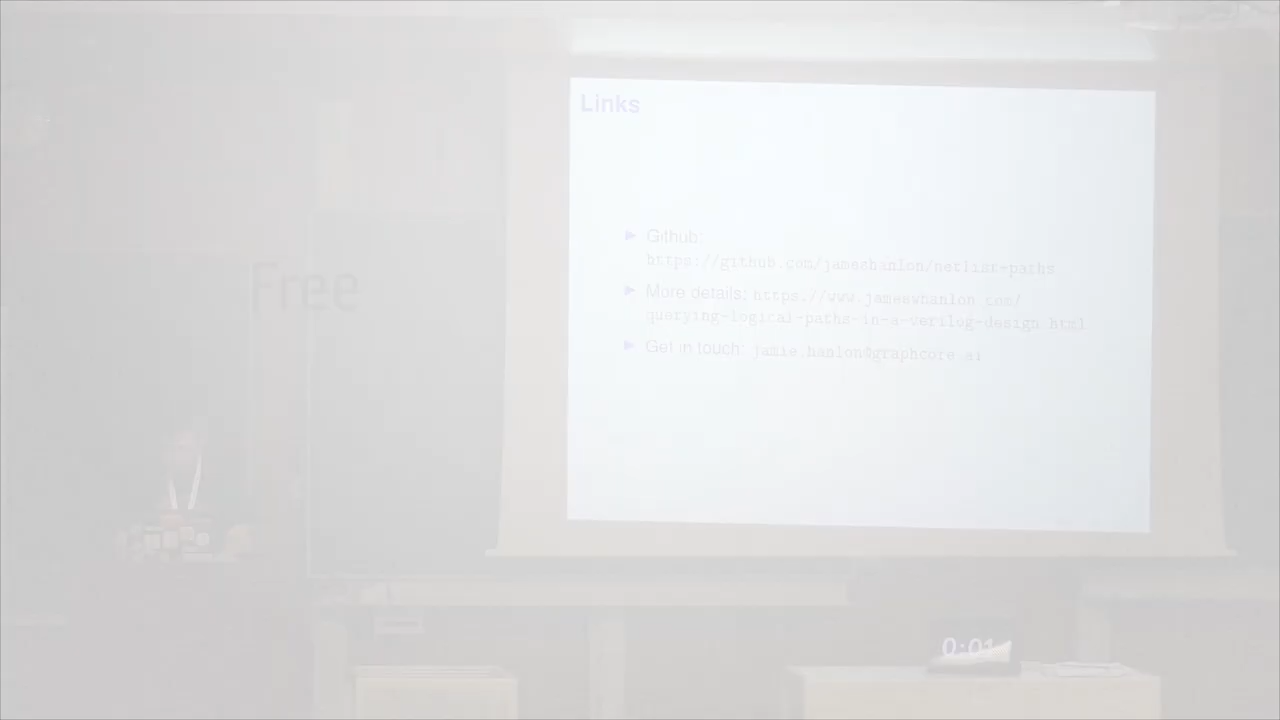 Links
Github:
https://github.com/jameshanlon/netlist-paths
More details: https://www.jameswhanlon.com/
querying-logical-paths-in-a-verilog-design.html
Get in touch: jamie.hanlon@graphcore.ai
Free
0:01